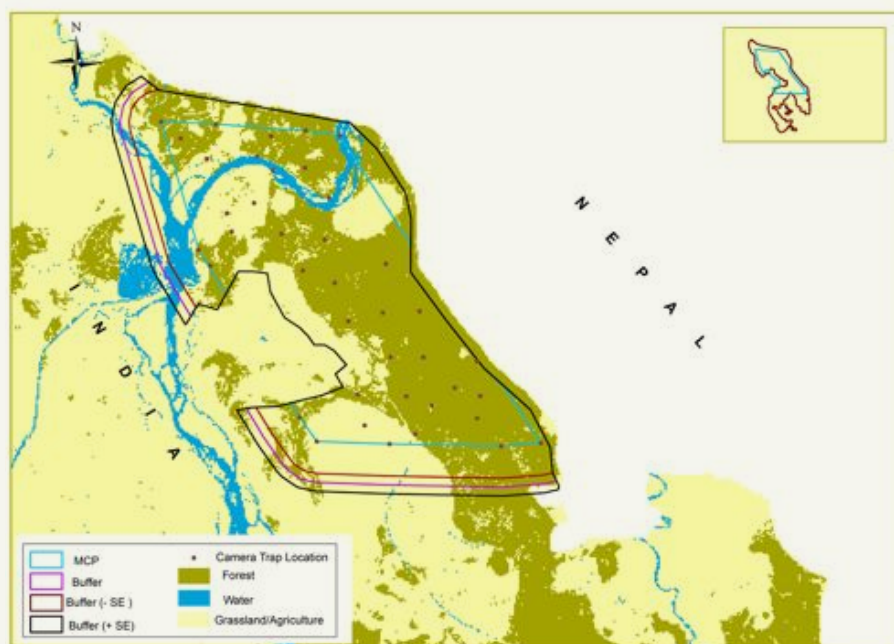 N
NEPAL
INDIA
MCP
Buffer
Buffer (- SE )
Buffer (+ SE)
Camera Trap Location
Forest
Water
Grassland/Agriculture